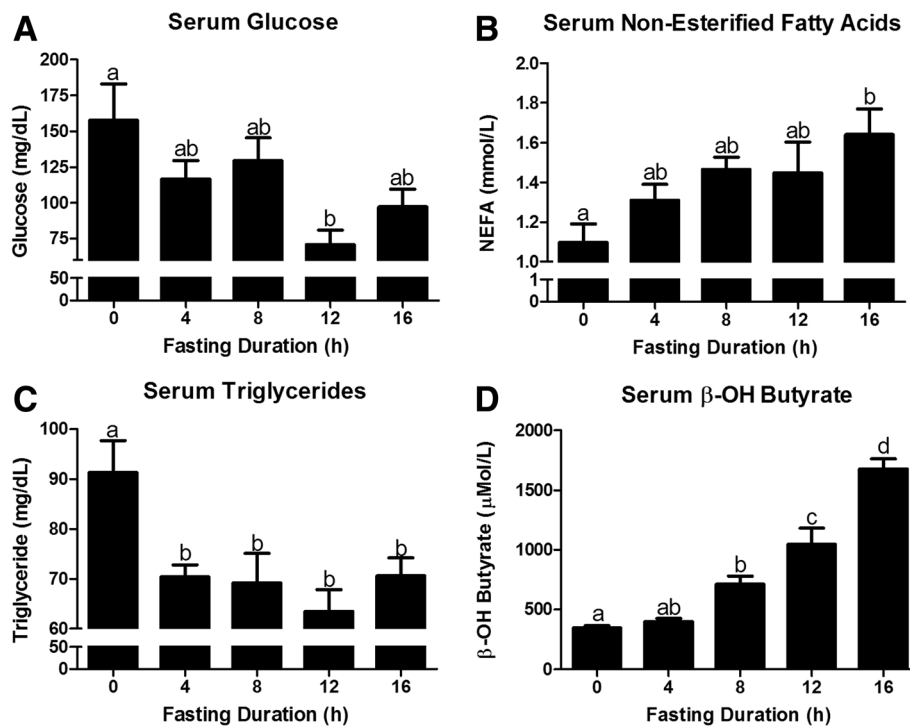 A
Serum Glucose
Glucose (mg/dL)
200
175
150
125
100
75
50
0
a
ab
ab
b
ab
0 4 8 12 16
Fasting Duration (h)
B
Serum Non-Esterified Fatty Acids
NEFA (mmol/L)
2.0
1.8
1.6
1.4
1.2
1.0
1
0
a
ab
ab
ab
b
0 4 8 12 16
Fasting Duration (h)
C
Serum Triglycerides
Triglyceride (mg/dL)
100
90
80
70
60
50
0
a
b
b
b
b
0 4 8 12 16
Fasting Duration (h)
D
Serum β-OH Butyrate
β-OH Butyrate (μMol/L)
2000
1500
1000
500
0
a
ab
b
c
d
0 4 8 12 16
Fasting Duration (h)